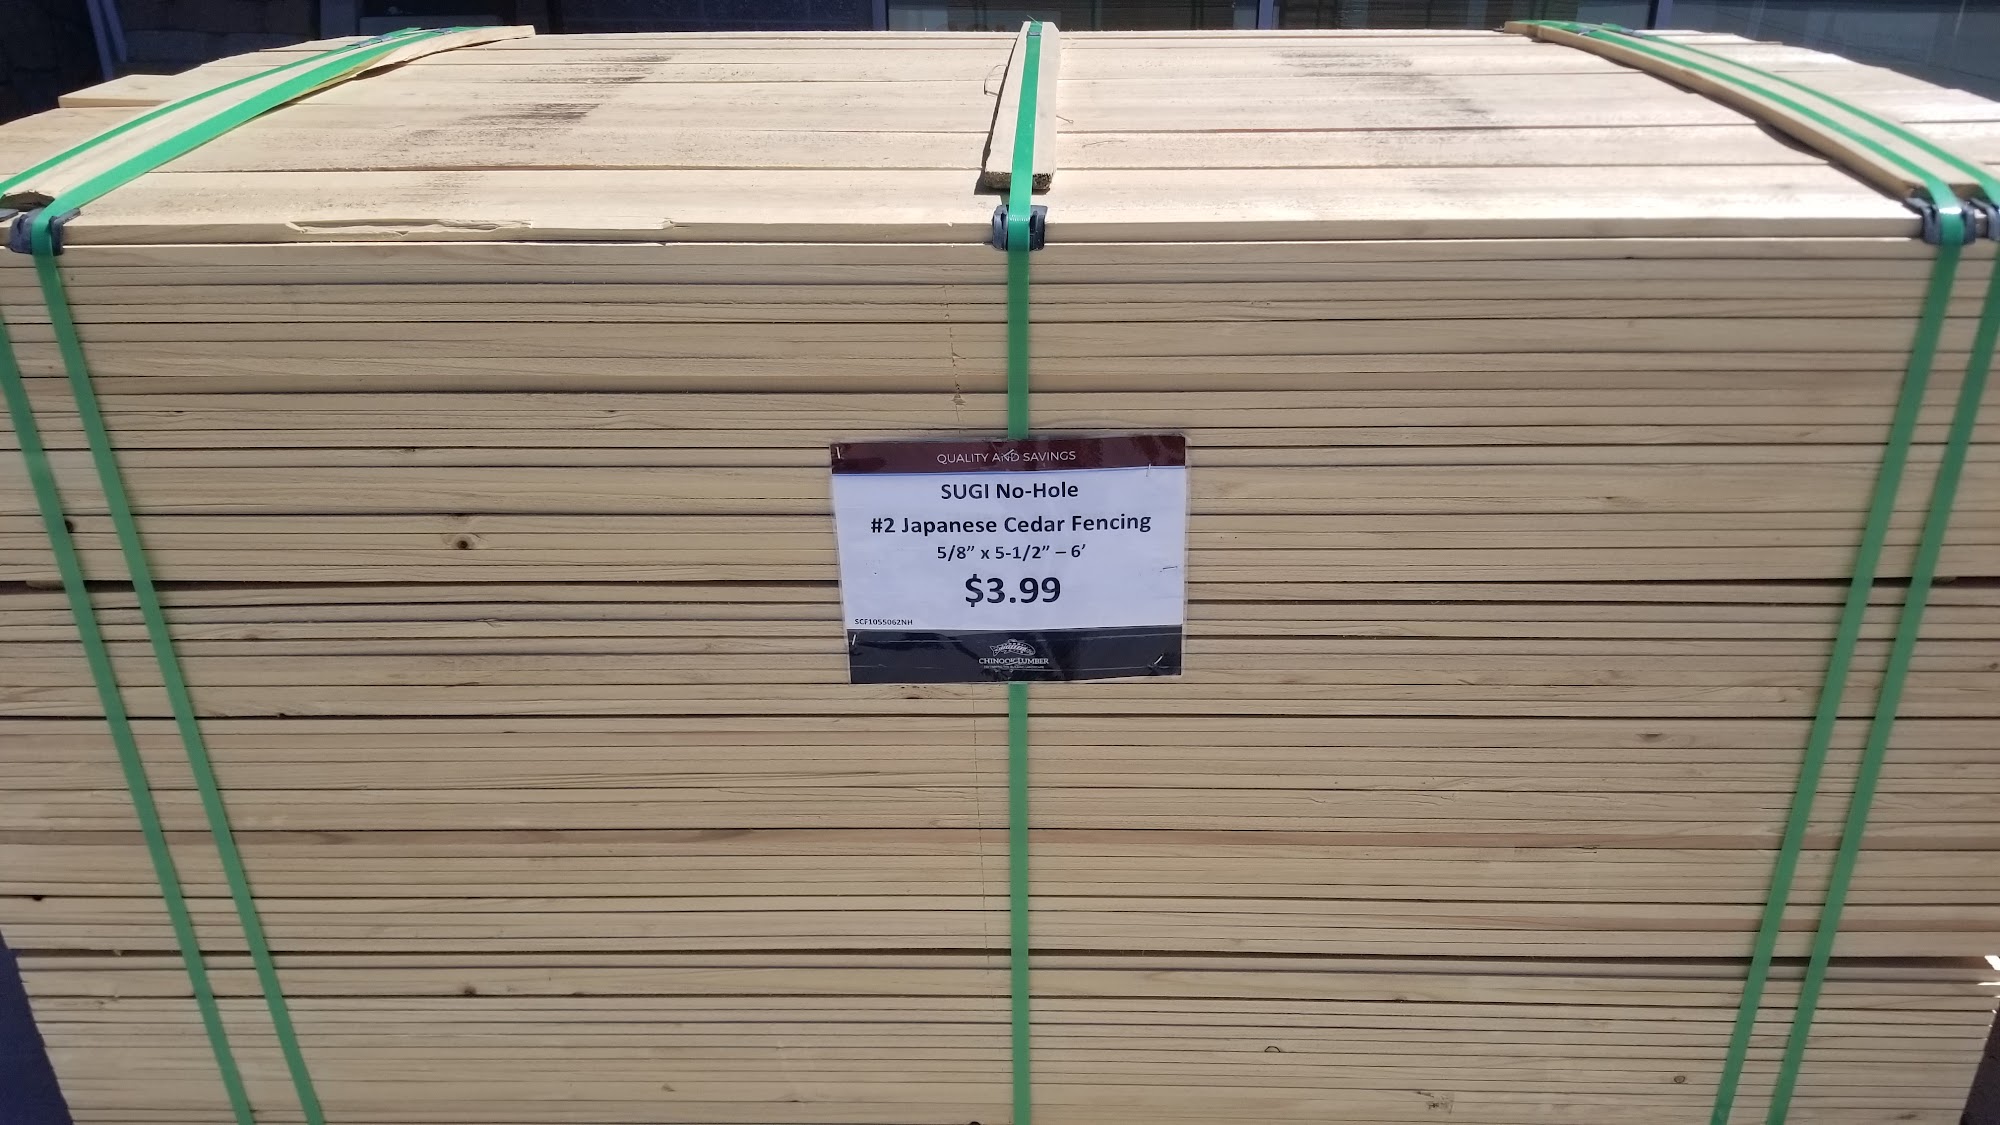 QUALITY AND SAVINGS
SUGI No-Hole
#2 Japanese Cedar Fencing
5/8” x 5-1/2” – 6’
$3.99
SCF1055062NH
CHINOOK LUMBER